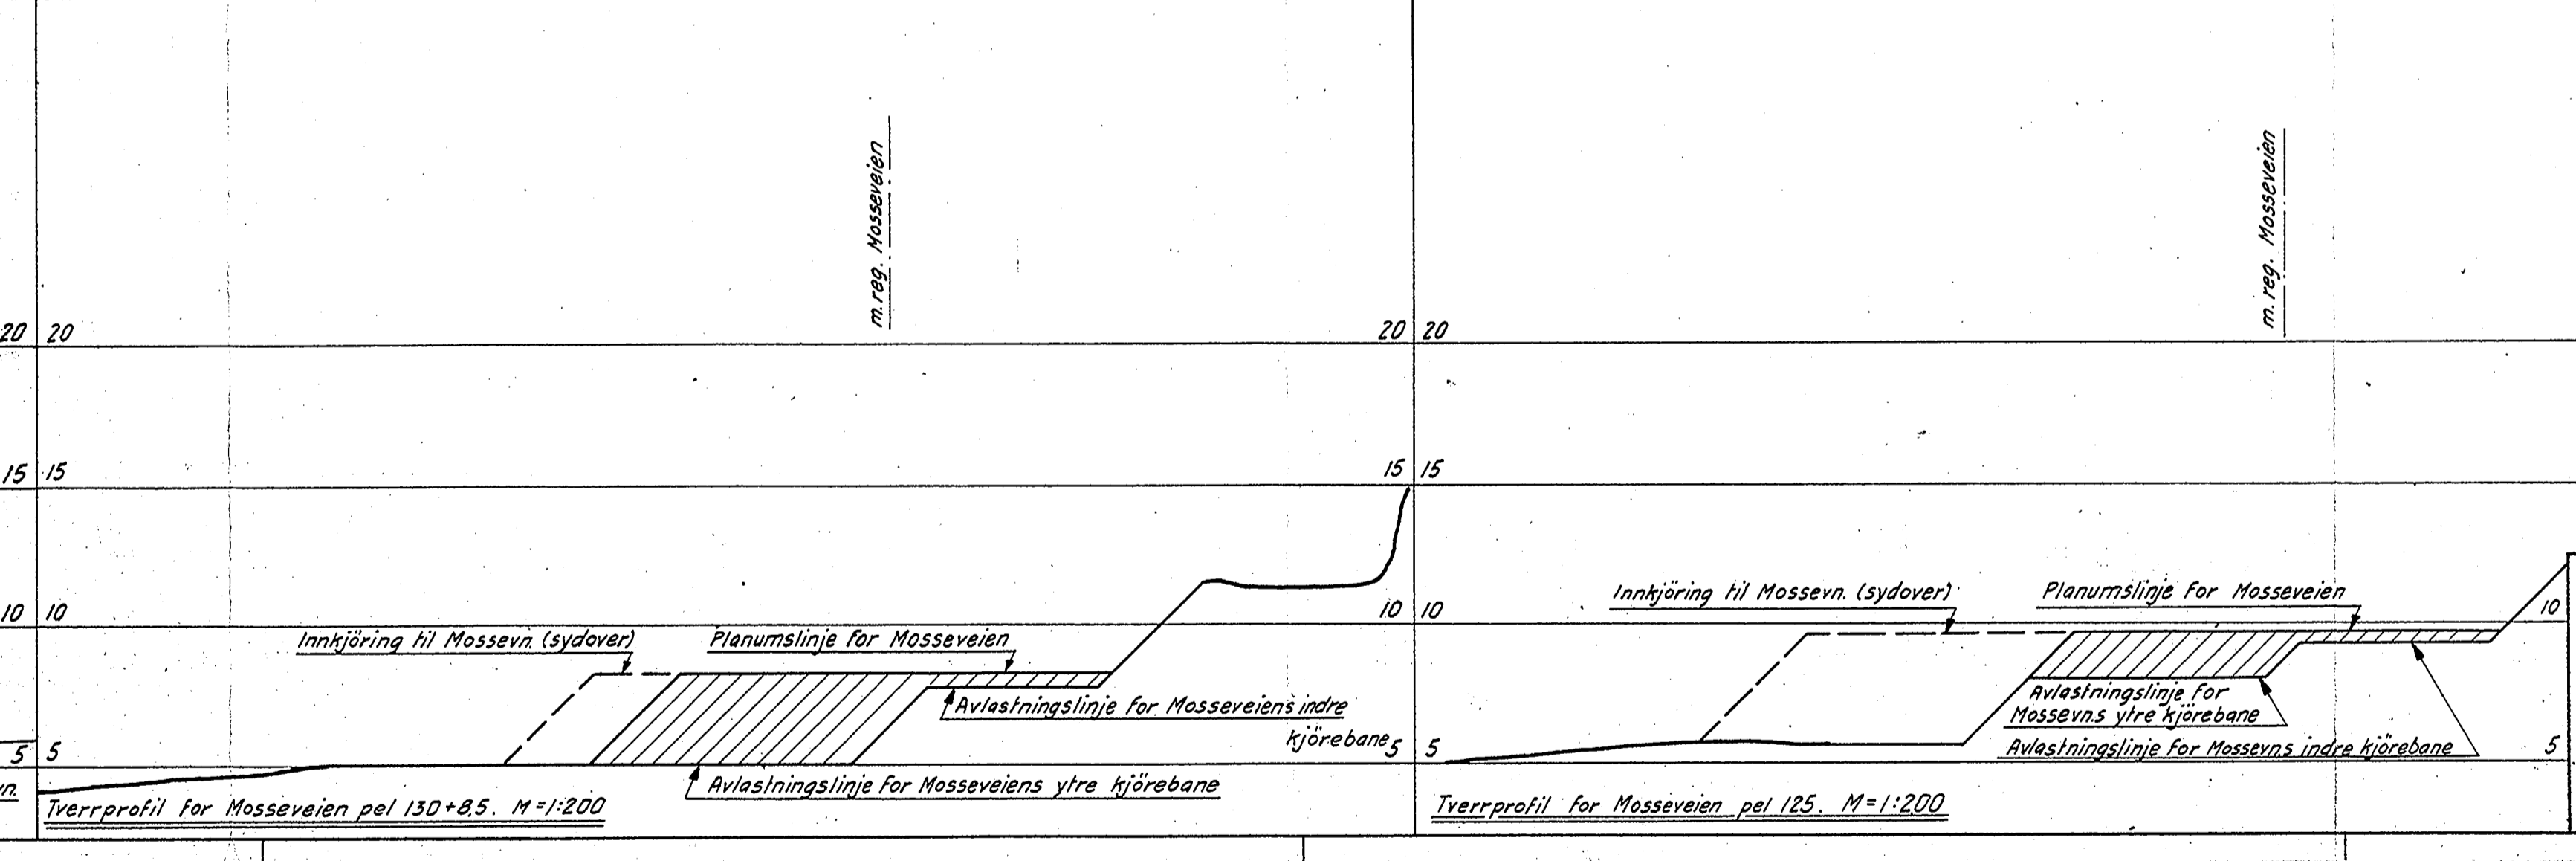 m.reg. Mosseveien
m.reg. Mosseveien
20 20
20 20
15 15
15 15
10 10
10 10
10
5 5
5 5
5
Innkjöring til Mossevn. (sydover)
Planumslinje for Mosseveien
Avlastningslinje for Mosseveiens indre
kjörebane
Avlastningslinje for Mosseveiens ytre kjörebane
vn.
Tverrprofil for Mosseveien pel 130+8,5. M=1:200
Innkjöring til Mossevn. (sydover)
Planumslinje for Mosseveien
Avlastningslinje for
Mossevn.s ytre kjörebane
Avlastningslinje for Mossevn.s indre kjörebane
Tverrprofil for Mosseveien pel 125. M=1:200